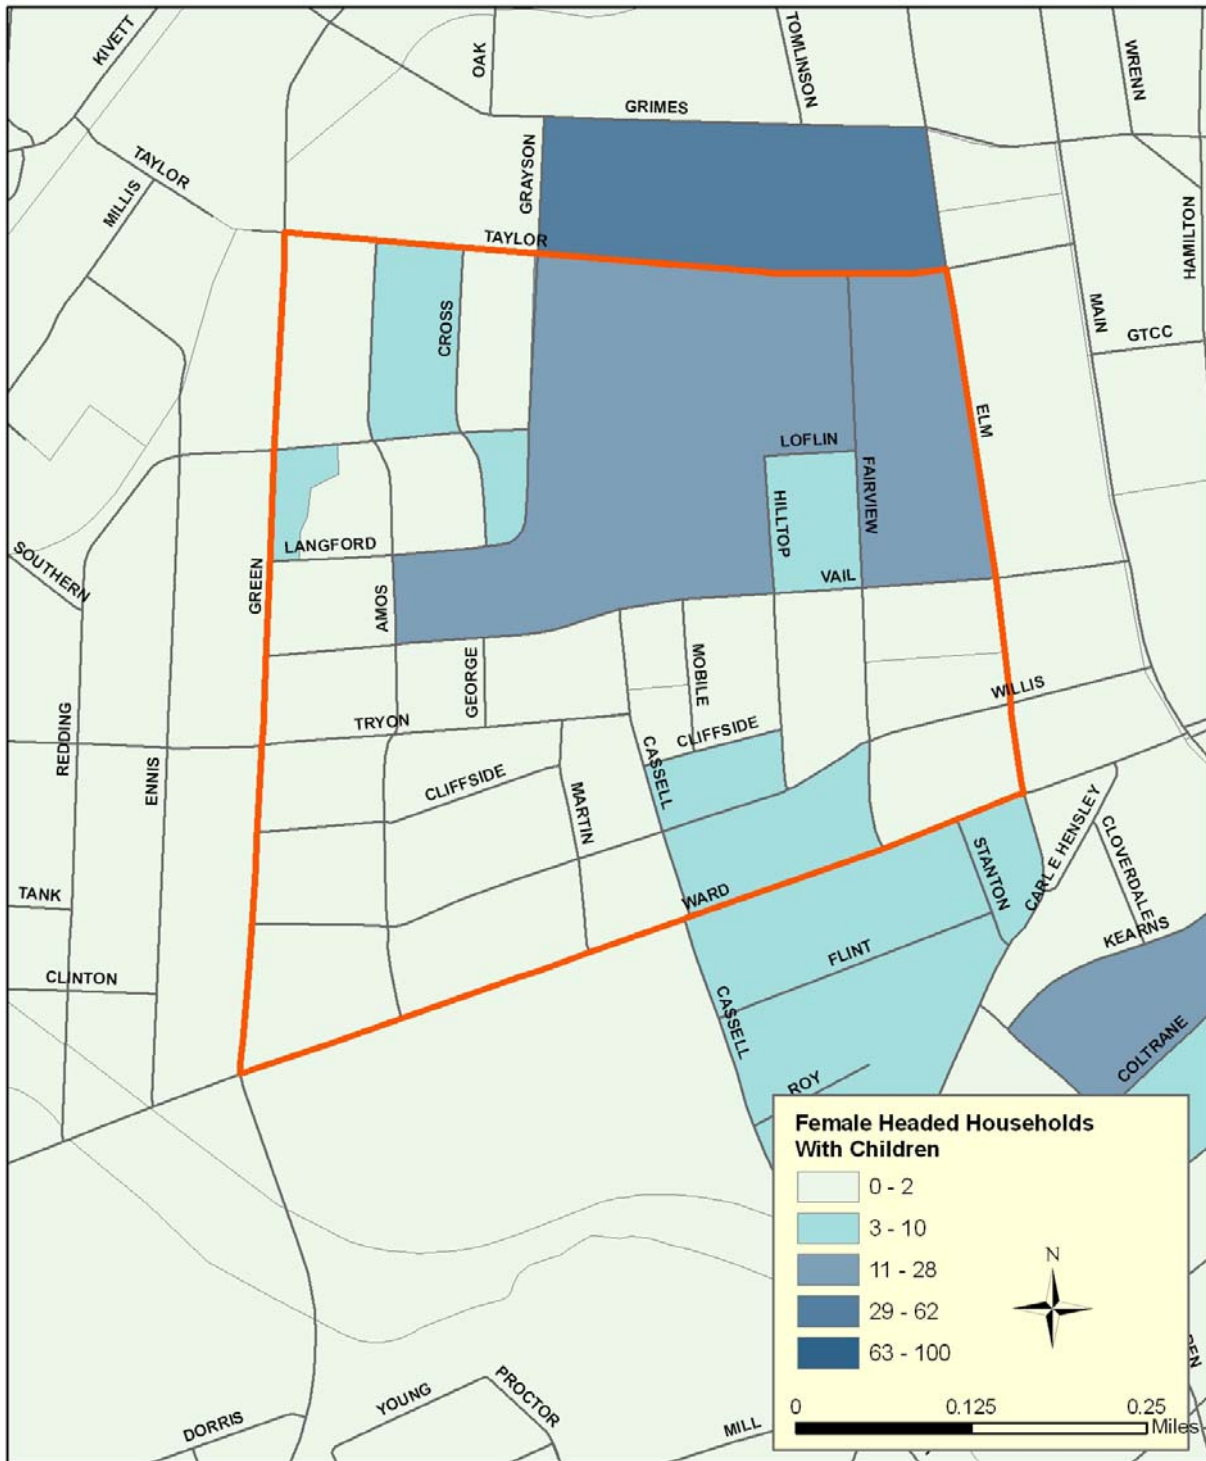 KIVETT
OAK
TOMLINSON
WRENN
GRIMES
TAYLOR
MILLIS
GRAYSON
HAMILTON
TAYLOR
CROSS
MAIN
GTCC
ELM
LOFLIN
FAIRVIEW
HILLTOP
LANGFORD
SOUTHERN
GREEN
AMOS
VAIL
GEORGE
MOBILE
WILLIS
REDDING
TRYON
CLIFFSIDE
CASSELL
ENNIS
CLIFFSIDE
MARTIN
CARL E HENSLEY
CLOVERDALE
STANTON
TANK
WARD
KEARNS
FLINT
CLINTON
CASSELL
COLTRANE
ROY
Female Headed Households
With Children
0 - 2
3 - 10
11 - 28
29 - 62
63 - 100
N
0 0.125 0.25
Miles
YOUNG
PROCTOR
DORRIS
MILL